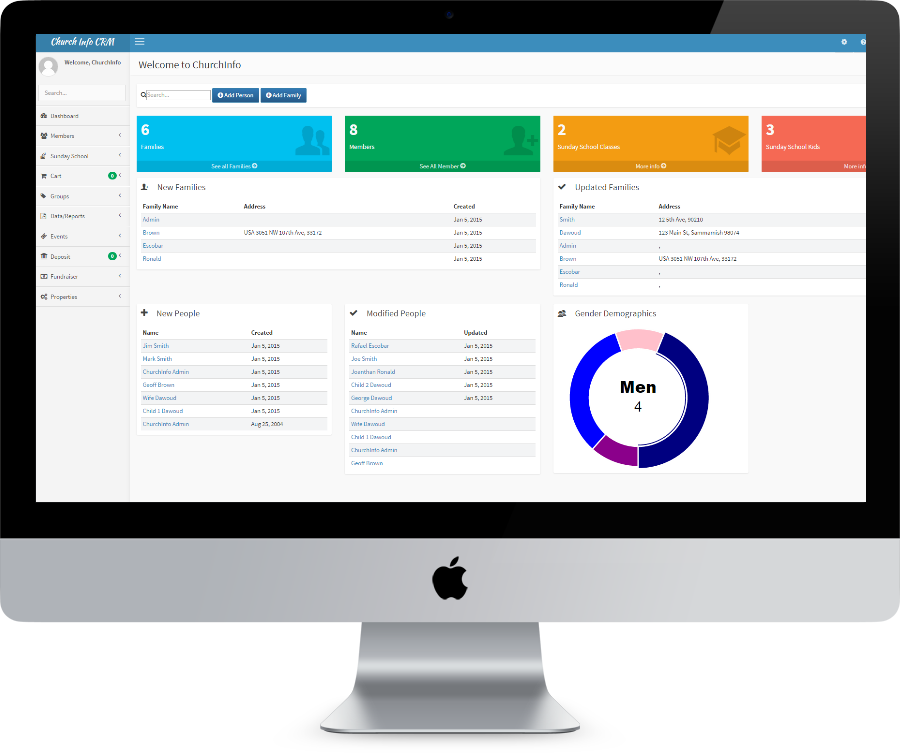 Church Info CRM
Welcome, ChurchInfo
Search...
Dashboard
Members
Sunday School
Cart 0
Groups
Data/Reports
Events
Deposit 0
Fundraiser
Properties
Welcome to ChurchInfo
Search...
Add Person
Add Family
6
Families
See all Families
8
Members
See All Member
2
Sunday School Classes
More info
3
Sunday School Kids
More info
New Families
Family Name Address Created
Admin Jan 5, 2015
Brown USA 3051 NW 107th Ave, 33172 Jan 5, 2015
Escobar Jan 5, 2015
Ronald Jan 5, 2015
Updated Families
Family Name Address
Smith 12 5th Ave, 90210
Dawoud 123 Main St, Sammamish 98074
Admin ,
Brown USA 3051 NW 107th Ave, 33172
Escobar ,
Ronald ,
New People
Name Created
Jim Smith Jan 5, 2015
Mark Smith Jan 5, 2015
ChurchInfo Admin Jan 5, 2015
Geoff Brown Jan 5, 2015
Wife Dawoud Jan 5, 2015
Child 1 Dawoud Jan 5, 2015
ChurchInfo Admin Aug 25, 2004
Modified People
Name Updated
Rafael Escobar Jan 5, 2015
Joe Smith Jan 5, 2015
Joanthan Ronald Jan 5, 2015
Child 2 Dawoud Jan 5, 2015
George Dawoud Jan 5, 2015
ChurchInfo Admin
Wife Dawoud
Child 1 Dawoud
ChurchInfo Admin
Geoff Brown
Gender Demographics
Men
4